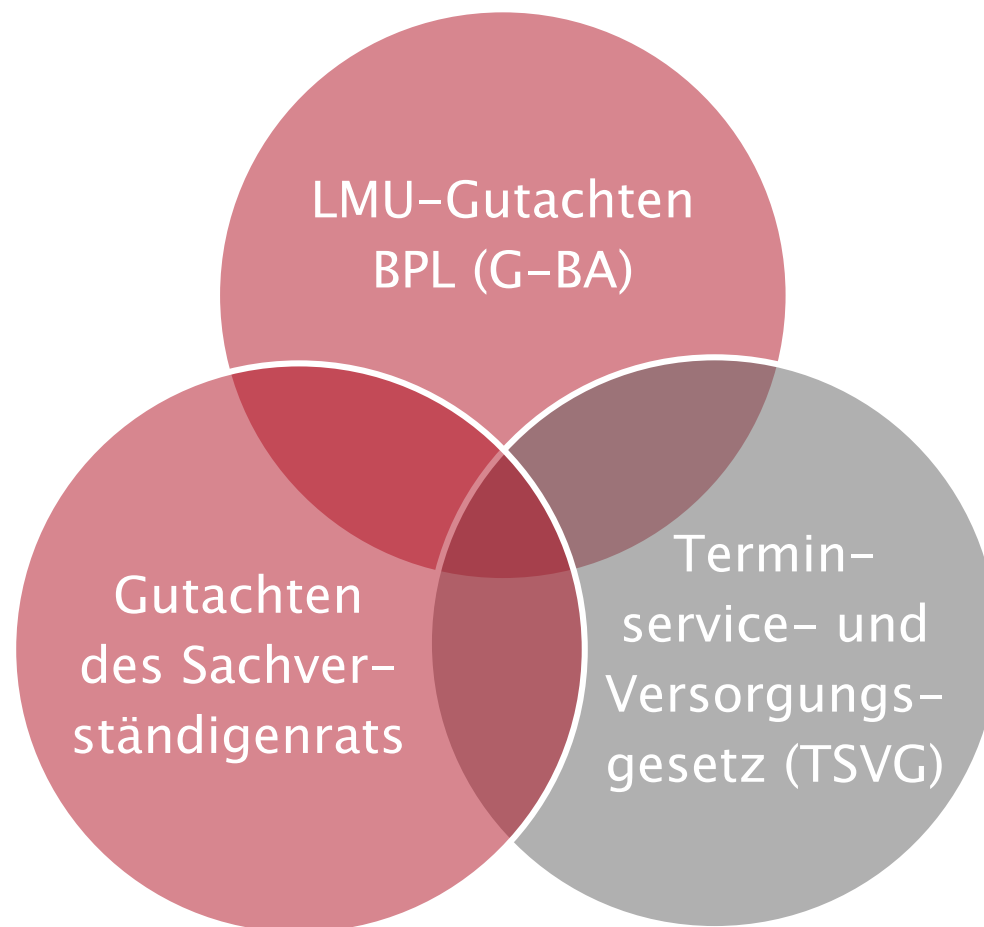 LMU-Gutachten
BPL (G-BA)
Gutachten
des Sachver-
ständigenrats
Termin-
service- und
Versorgungs-
gesetz (TSVG)